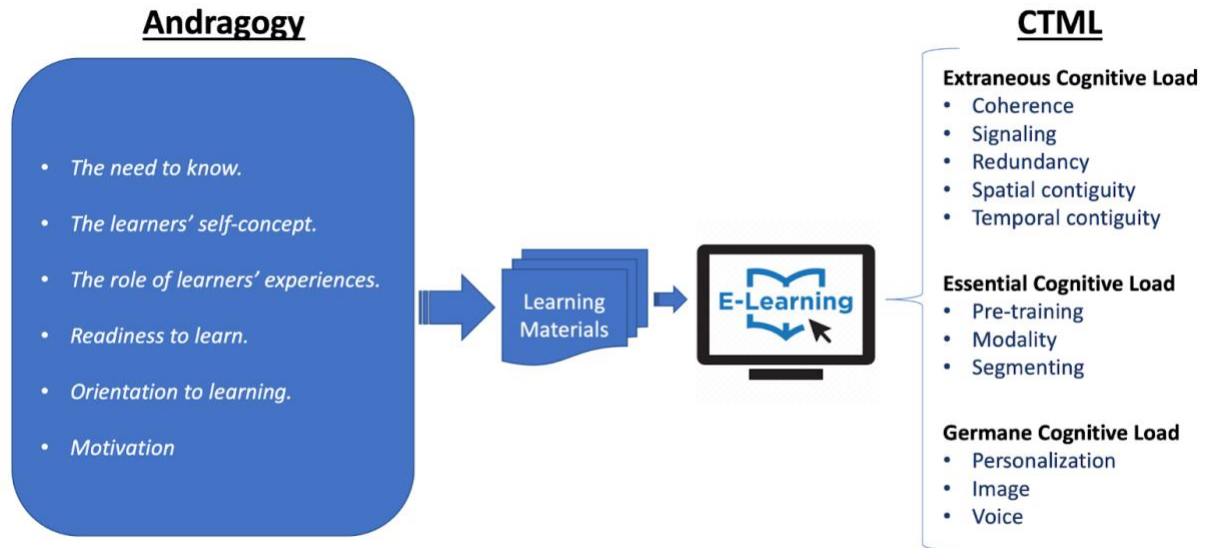 Andragogy
• The need to know.
• The learners’ self-concept.
• The role of learners’ experiences.
• Readiness to learn.
• Orientation to learning.
• Motivation
Learning
Materials
E-Learning
CTML
Extraneous Cognitive Load
• Coherence
• Signaling
• Redundancy
• Spatial contiguity
• Temporal contiguity
Essential Cognitive Load
• Pre-training
• Modality
• Segmenting
Germane Cognitive Load
• Personalization
• Image
• Voice